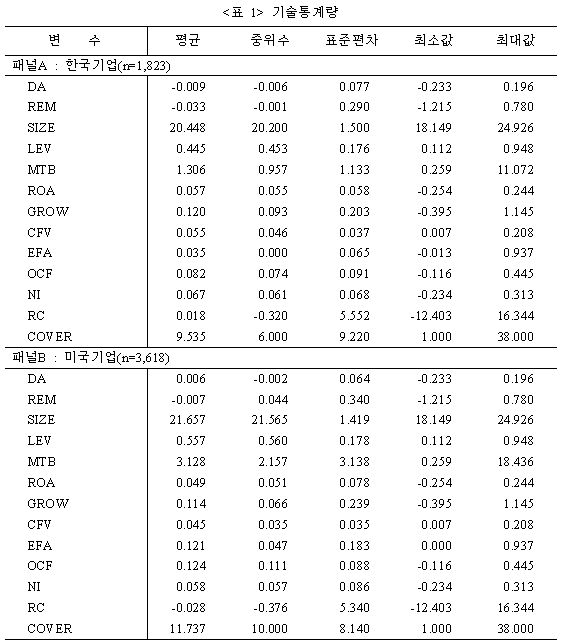 <표 1> 기술통계량
변 수 평균 중위수 표준편차 최소값 최대값
패널A : 한국기업(n=1,823)
DA -0.009 -0.006 0.077 -0.233 0.196
REM -0.033 -0.001 0.290 -1.215 0.780
SIZE 20.448 20.200 1.500 18.149 24.926
LEV 0.445 0.453 0.176 0.112 0.948
MTB 1.306 0.957 1.133 0.259 11.072
ROA 0.057 0.055 0.058 -0.254 0.244
GROW 0.120 0.093 0.203 -0.395 1.145
CFV 0.055 0.046 0.037 0.007 0.208
EFA 0.035 0.000 0.065 -0.013 0.937
OCF 0.082 0.074 0.091 -0.116 0.445
NI 0.067 0.061 0.068 -0.234 0.313
RC 0.018 -0.320 5.552 -12.403 16.344
COVER 9.535 6.000 9.220 1.000 38.000
패널B : 미국기업(n=3,618)
DA 0.006 -0.002 0.064 -0.233 0.196
REM -0.007 0.044 0.340 -1.215 0.780
SIZE 21.657 21.565 1.419 18.149 24.926
LEV 0.557 0.560 0.178 0.112 0.948
MTB 3.128 2.157 3.138 0.259 18.436
ROA 0.049 0.051 0.078 -0.254 0.244
GROW 0.114 0.066 0.239 -0.395 1.145
CFV 0.045 0.035 0.035 0.007 0.208
EFA 0.121 0.047 0.183 0.000 0.937
OCF 0.124 0.111 0.088 -0.116 0.445
NI 0.058 0.057 0.086 -0.234 0.313
RC -0.028 -0.376 5.340 -12.403 16.344
COVER 11.737 10.000 8.140 1.000 38.000